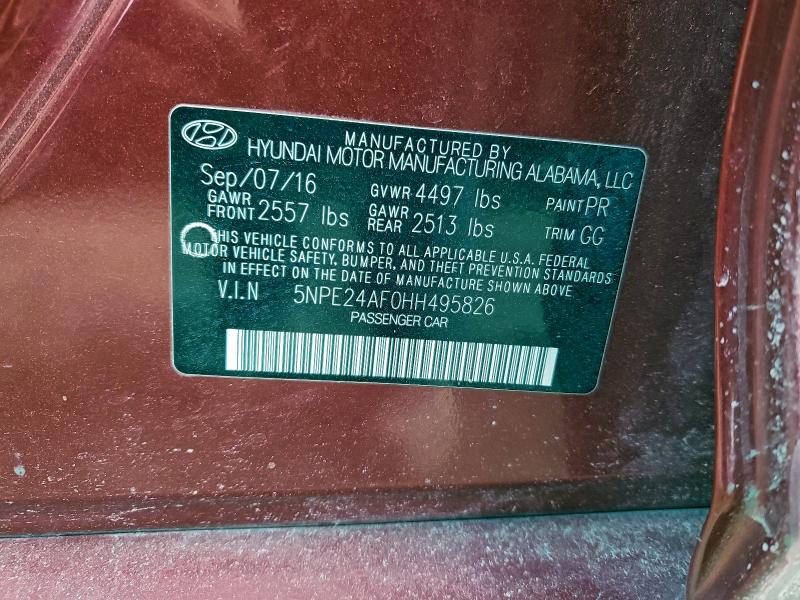 MANUFACTURED BY
HYUNDAI MOTOR MANUFACTURING ALABAMA, LLC
Sep/07/16 GVWR 4497 lbs PAINT PR
GAWR FRONT 2557 lbs GAWR REAR 2513 lbs TRIM GG
THIS VEHICLE CONFORMS TO ALL APPLICABLE U.S.A. FEDERAL
MOTOR VEHICLE SAFETY, BUMPER, AND THEFT PREVENTION STANDARDS
IN EFFECT ON THE DATE OF MANUFACTURE SHOWN ABOVE
V.I.N 5NPE24AF0HH495826
PASSENGER CAR